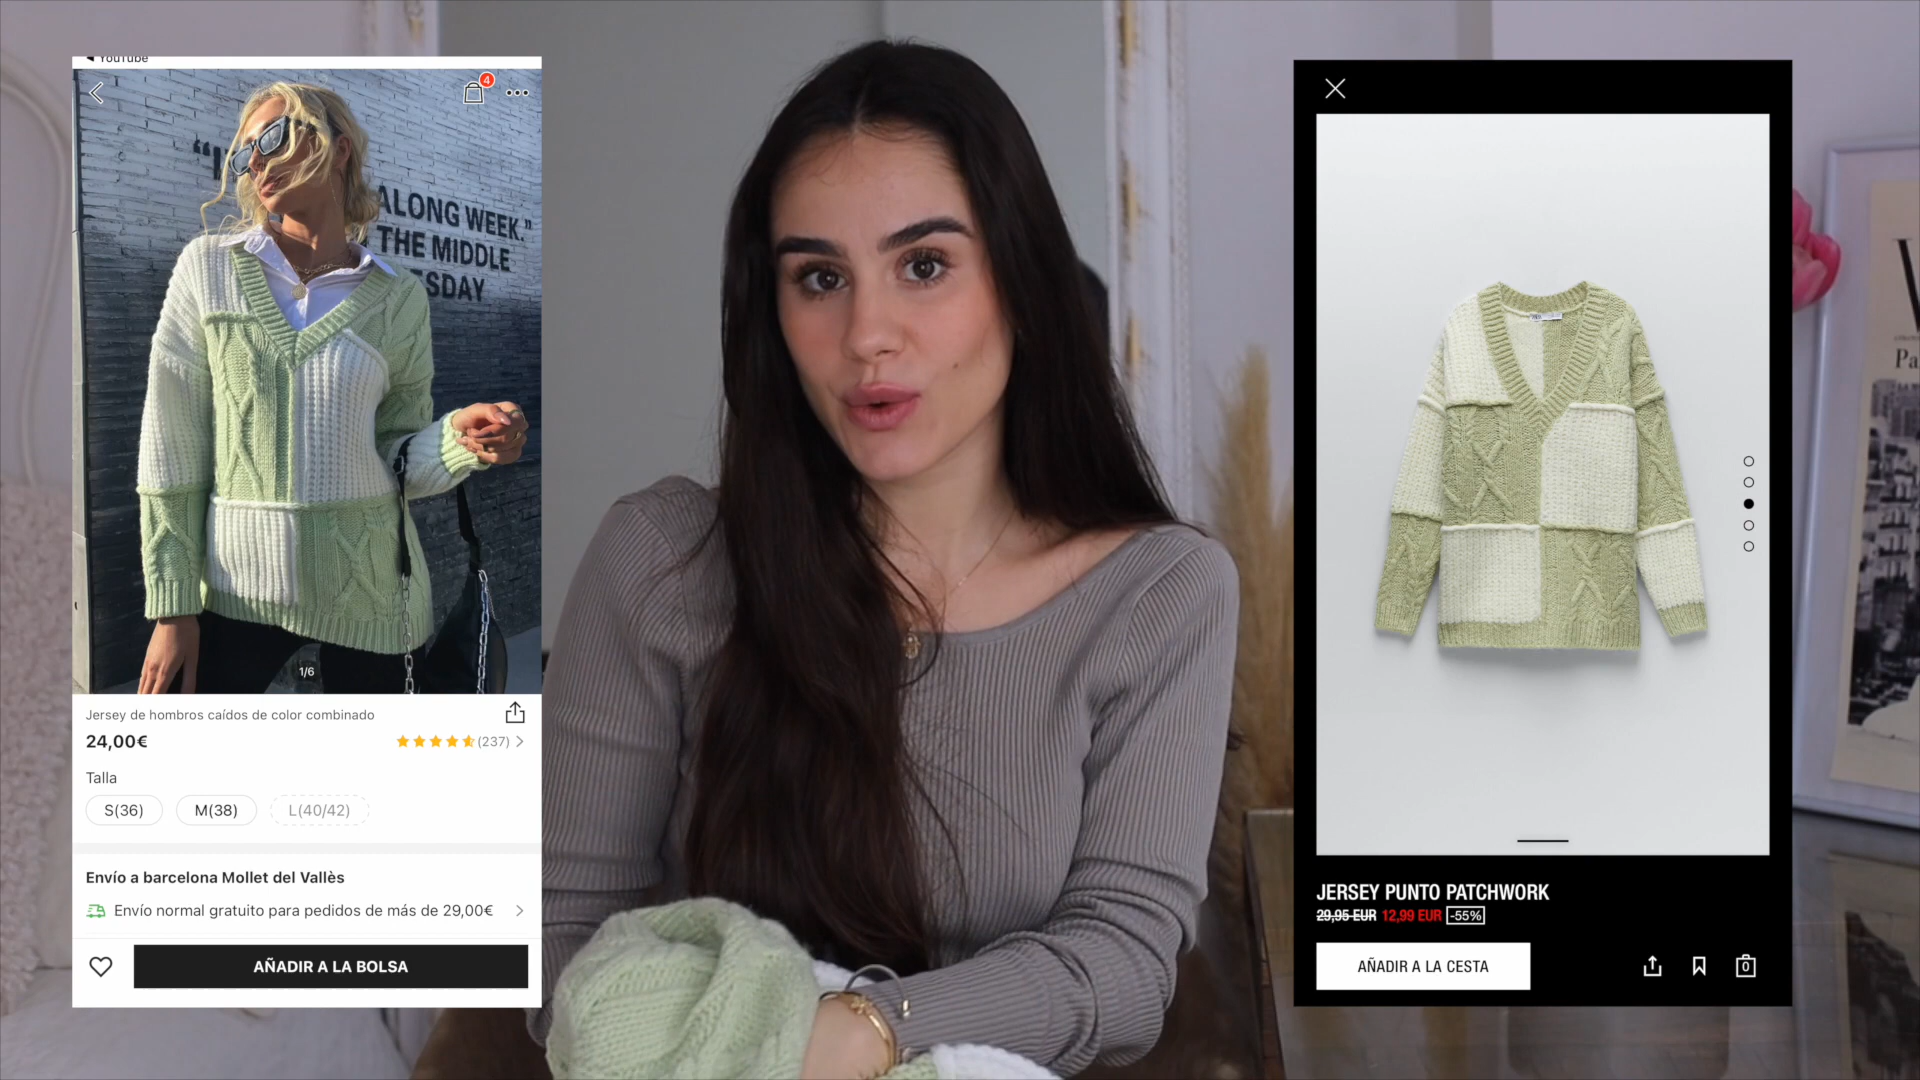 YouTube
4
ALONG WEEK."
THE MIDDLE
SDAY
1/6
Jersey de hombros caídos de color combinado
24,00€
(237)
Talla
S(36)
M(38)
L(40/42)
Envío a barcelona Mollet del Vallès
Envío normal gratuito para pedidos de más de 29,00€
AÑADIR A LA BOLSA
JERSEY PUNTO PATCHWORK
29,95 EUR 12,99 EUR -55%
AÑADIR A LA CESTA
0
Pa